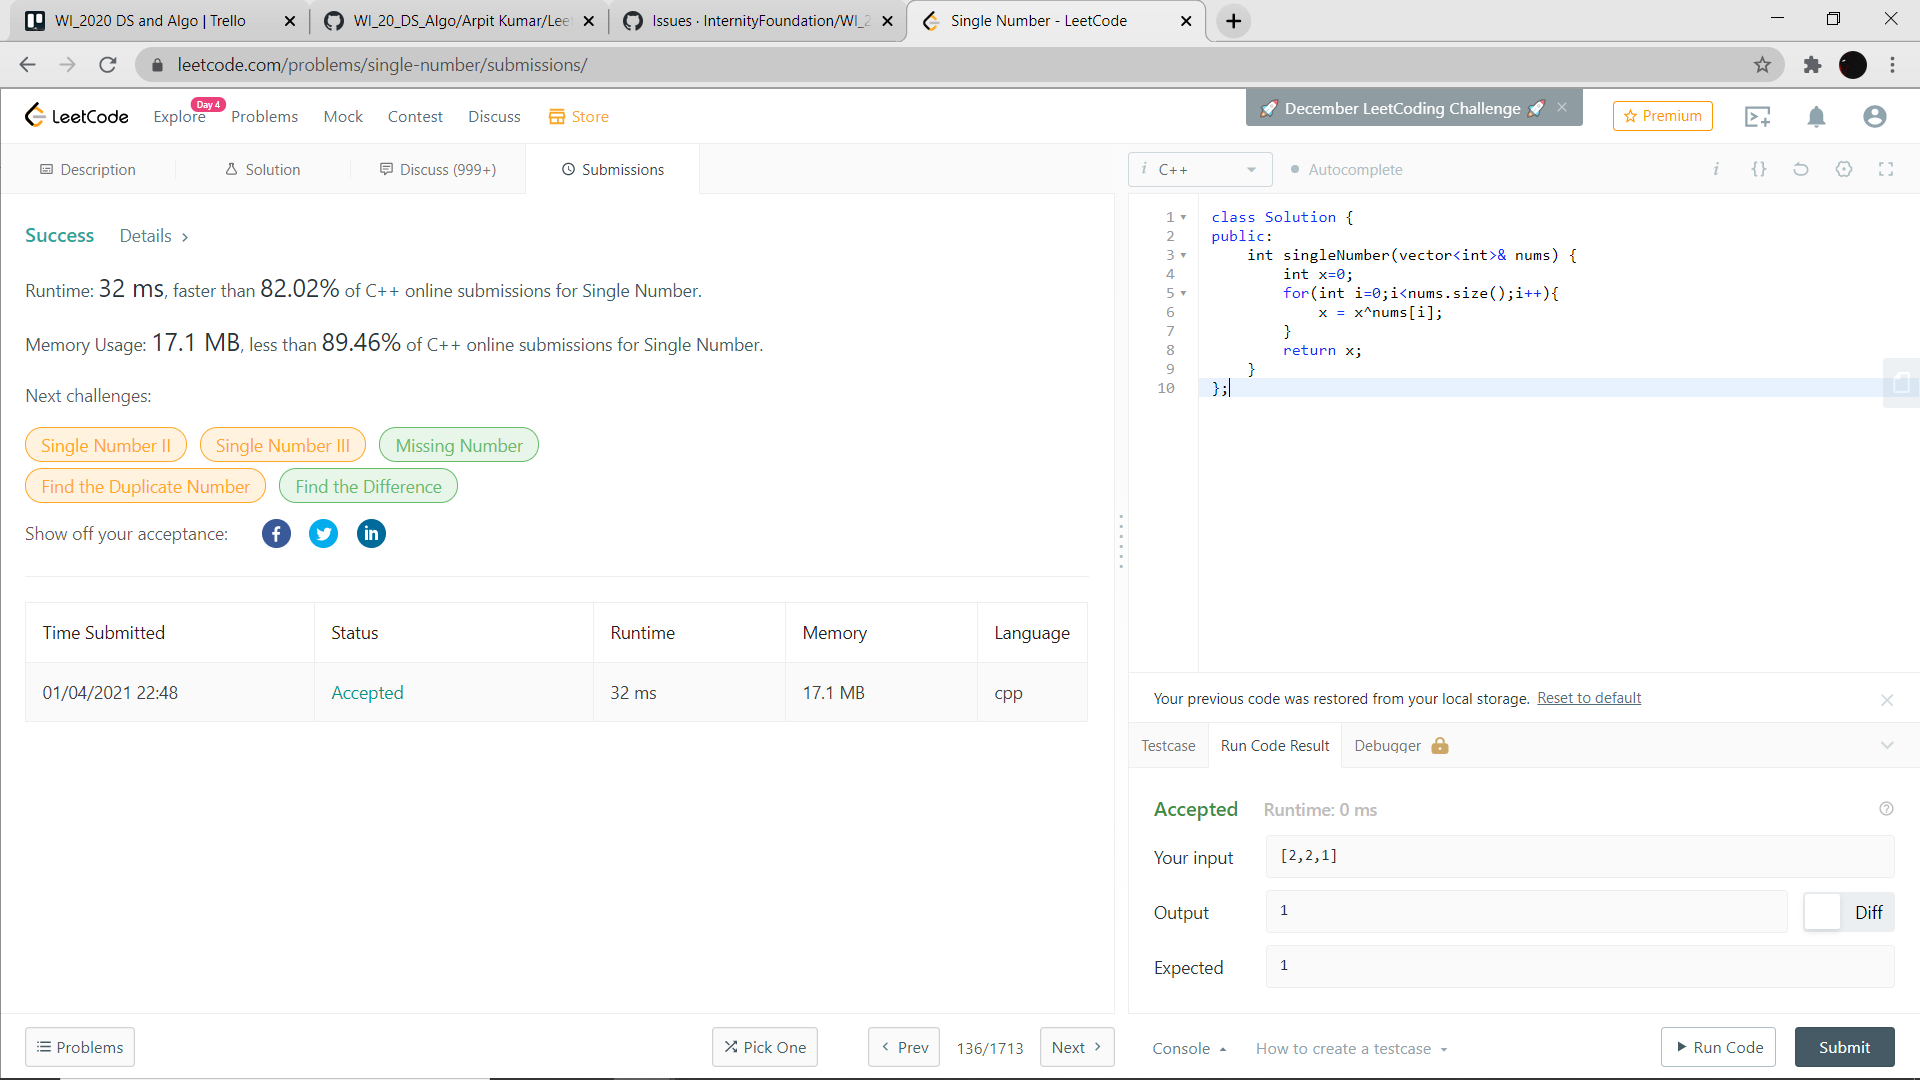 WI_2020 DS and Algo | Trello
WI_20_DS_Algo/Arpit Kumar/Lee
Issues · InternityFoundation/WI_2
Single Number - LeetCode
leetcode.com/problems/single-number/submissions/
LeetCode
Explore
Day 4
Problems
Mock
Contest
Discuss
Store
December LeetCoding Challenge
Premium
Description
Solution
Discuss (999+)
Submissions
i C++
Autocomplete
i {}
Success
Details >
Runtime: 32 ms, faster than 82.02% of C++ online submissions for Single Number.
Memory Usage: 17.1 MB, less than 89.46% of C++ online submissions for Single Number.
Next challenges:
Single Number II
Single Number III
Missing Number
Find the Duplicate Number
Find the Difference
Show off your acceptance:
Time Submitted Status Runtime Memory Language
01/04/2021 22:48 Accepted 32 ms 17.1 MB cpp
Problems
Pick One
< Prev
136/1713
Next >
1 class Solution {
2 public:
3 int singleNumber(vector<int>& nums) {
4 int x=0;
5 for(int i=0;i<nums.size();i++){
6 x = x^nums[i];
7 }
8 return x;
9 }
10 };
Your previous code was restored from your local storage. Reset to default
Testcase
Run Code Result
Debugger
Accepted Runtime: 0 ms
Your input [2,2,1]
Output 1
Diff
Expected 1
Console
How to create a testcase
Run Code
Submit